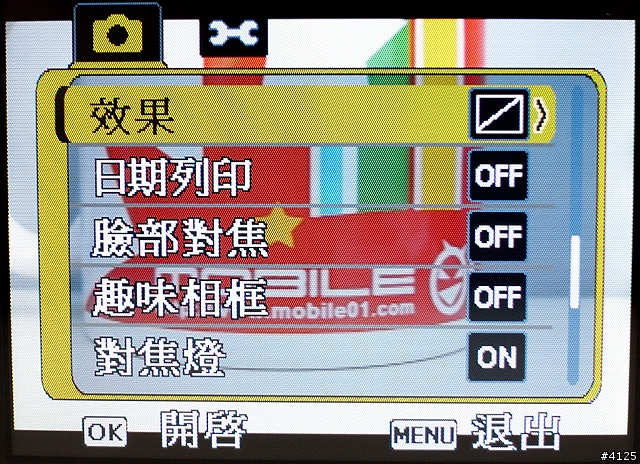 效果
日期列印 OFF
臉部對焦 OFF
趣味相框 OFF
對焦燈 ON
MOBILE
mobile01.com
OK 開啓 MENU 退出
#4125